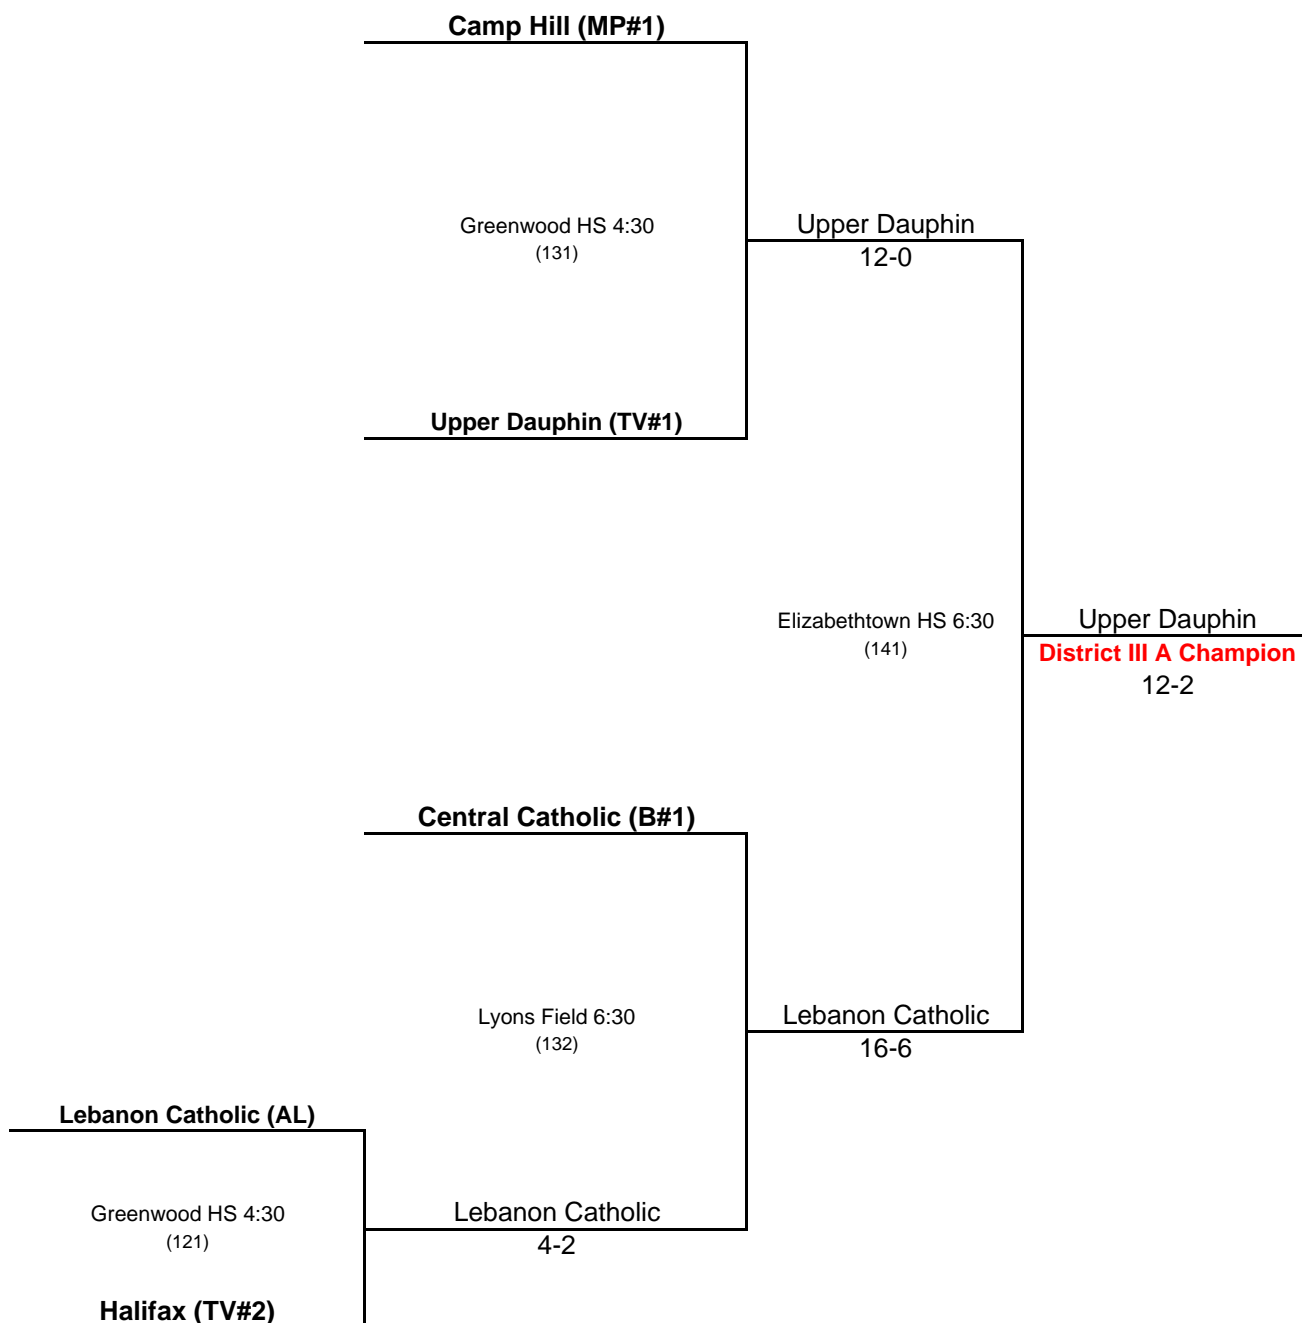 Camp Hill (MP#1)
Greenwood HS 4:30
(131)
Upper Dauphin
12-0
Upper Dauphin (TV#1)
Elizabethtown HS 6:30
(141)
Upper Dauphin
District III A Champion
12-2
Central Catholic (B#1)
Lyons Field 6:30
(132)
Lebanon Catholic
16-6
Lebanon Catholic (AL)
Greenwood HS 4:30
(121)
Lebanon Catholic
4-2
Halifax (TV#2)